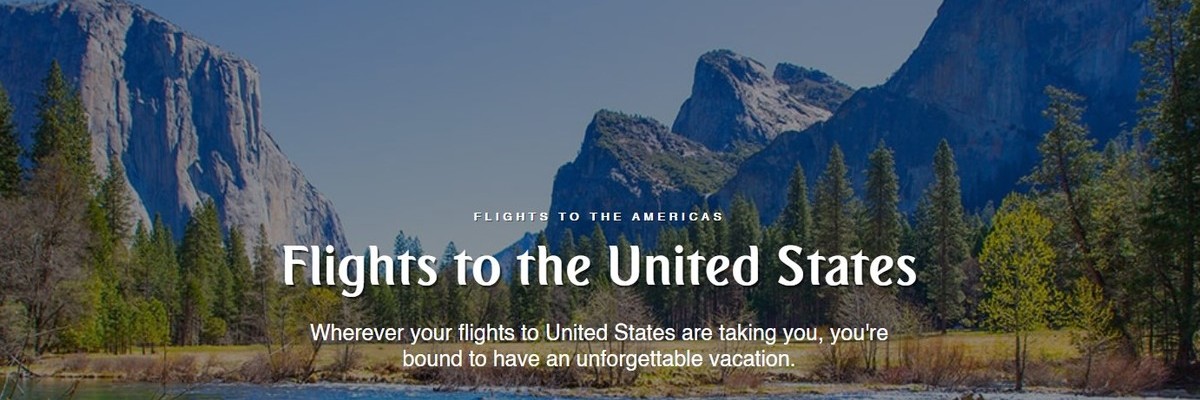 FLIGHTS TO THE AMERICAS
Flights to the United States
Wherever your flights to United States are taking you, you're
bound to have an unforgettable vacation.